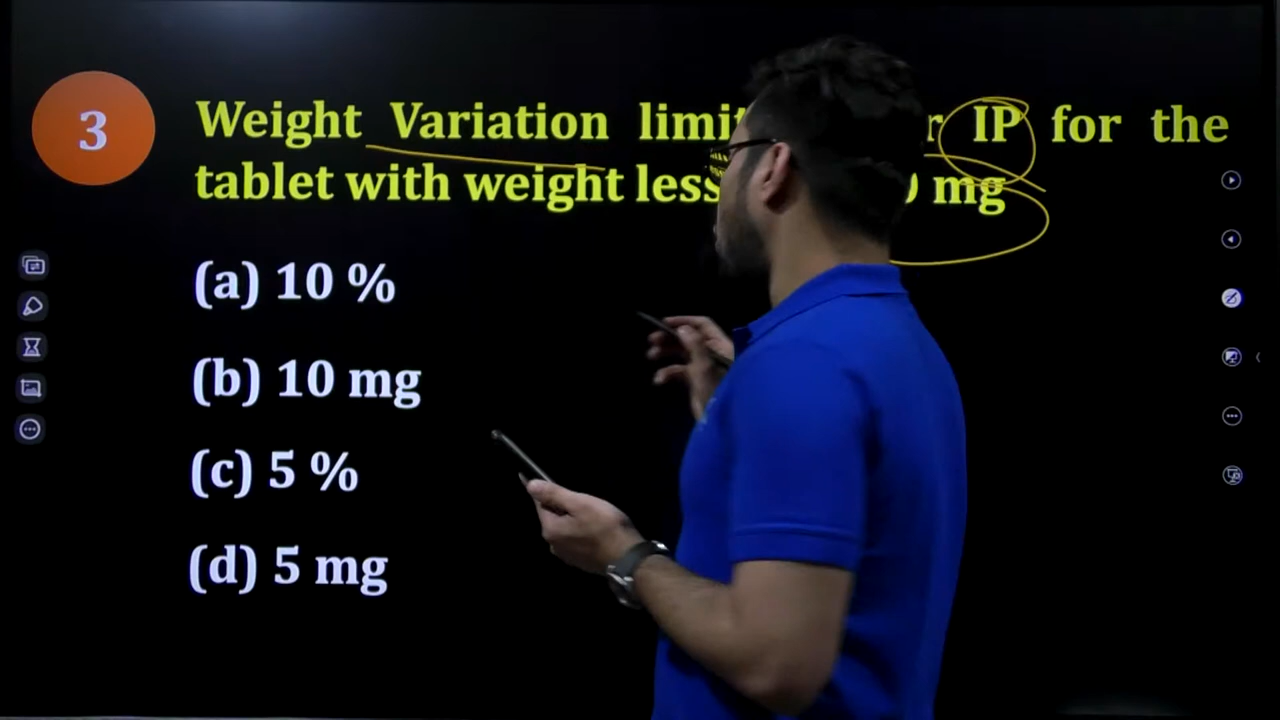 3
Weight Variation limit r IP for the
tablet with weight less mg
(a) 10 %
(b) 10 mg
(c) 5 %
(d) 5 mg